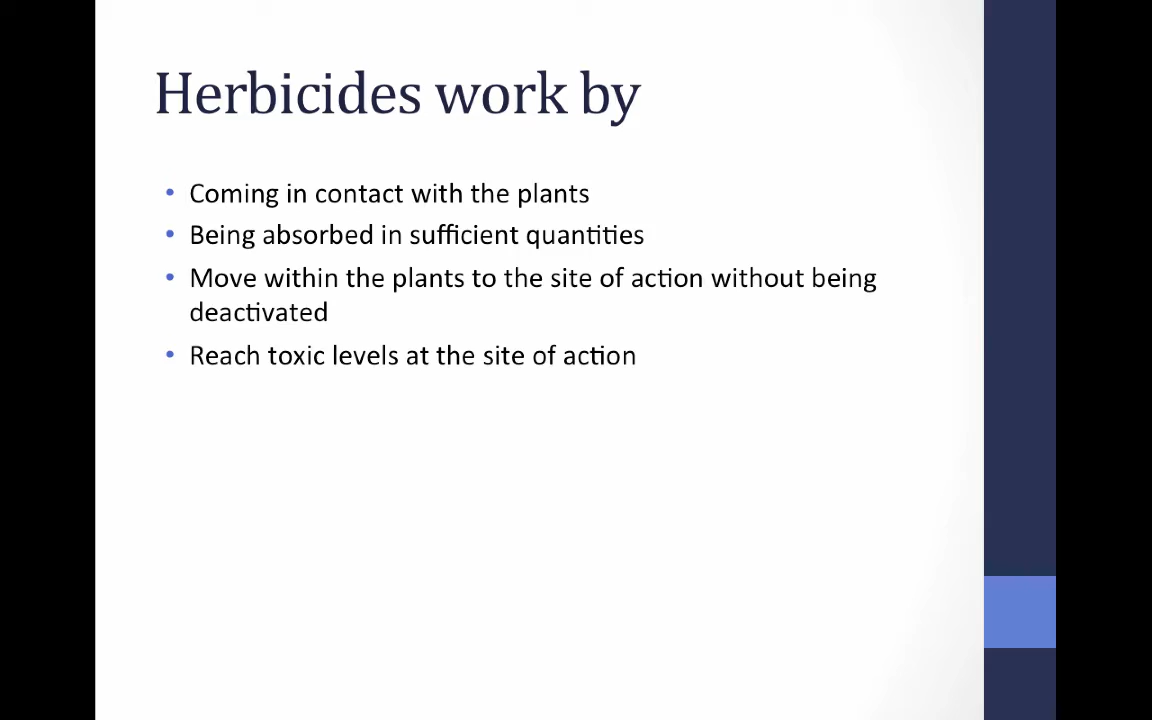 Herbicides work by
• Coming in contact with the plants
• Being absorbed in sufficient quantities
• Move within the plants to the site of action without being
deactivated
• Reach toxic levels at the site of action